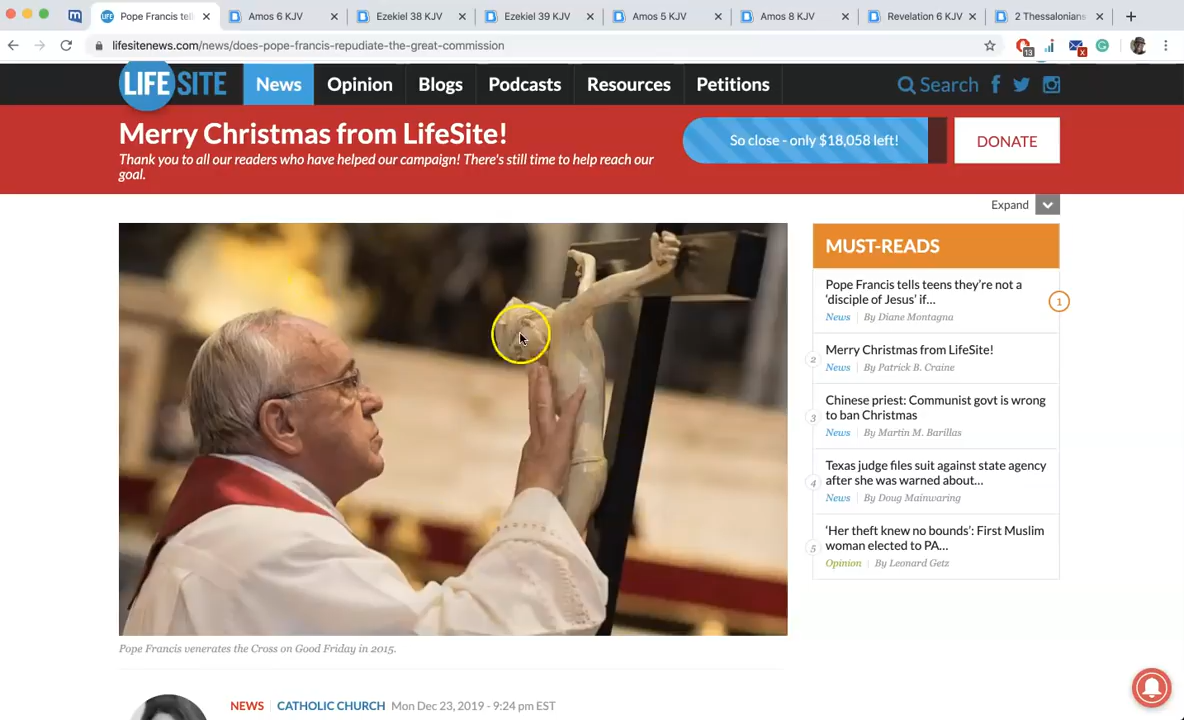 Pope Francis tell
Amos 6 KJV
Ezekiel 38 KJV
Ezekiel 39 KJV
Amos 5 KJV
Amos 8 KJV
Revelation 6 KJV
2 Thessalonians
lifesitenews.com/news/does-pope-francis-repudiate-the-great-commission
13
x
LIFE SITE
News
Opinion
Blogs
Podcasts
Resources
Petitions
Search
Merry Christmas from LifeSite!
Thank you to all our readers who have helped our campaign! There's still time to help reach our
goal.
So close - only $18,058 left!
DONATE
Expand
MUST-READS
Pope Francis tells teens they're not a
'disciple of Jesus' if...
News | By Diane Montagna
1
Merry Christmas from LifeSite!
2
News | By Patrick B. Craine
Chinese priest: Communist govt is wrong
to ban Christmas
3
News | By Martin M. Barillas
Texas judge files suit against state agency
after she was warned about...
4
News | By Doug Mainwaring
'Her theft knew no bounds': First Muslim
woman elected to PA...
5
Opinion | By Leonard Getz
Pope Francis venerates the Cross on Good Friday in 2015.
NEWS | CATHOLIC CHURCH Mon Dec 23, 2019 - 9:24 pm EST